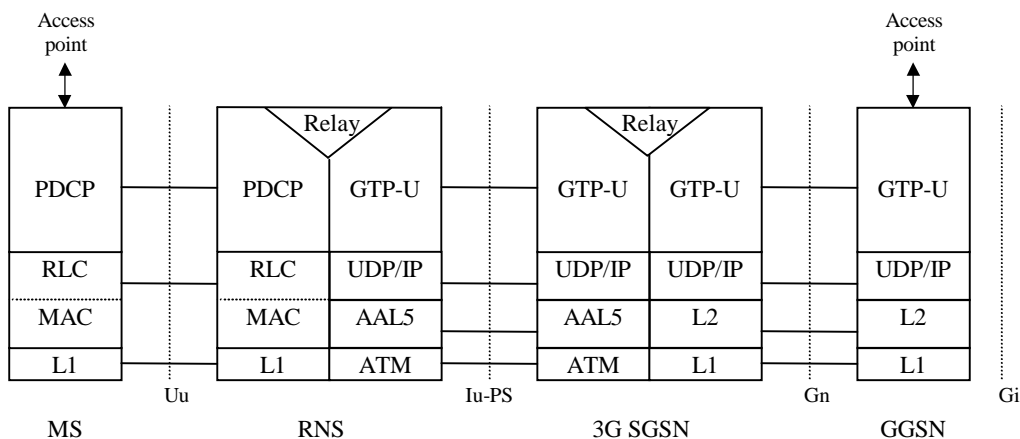 Access
point
Access
point
Relay
Relay
PDCP
PDCP
GTP-U
GTP-U
GTP-U
GTP-U
RLC
RLC
UDP/IP
UDP/IP
UDP/IP
UDP/IP
MAC
MAC
AAL5
AAL5
L2
L2
L1
L1
ATM
ATM
L1
L1
Uu
Iu-PS
Gn
Gi
MS
RNS
3G SGSN
GGSN